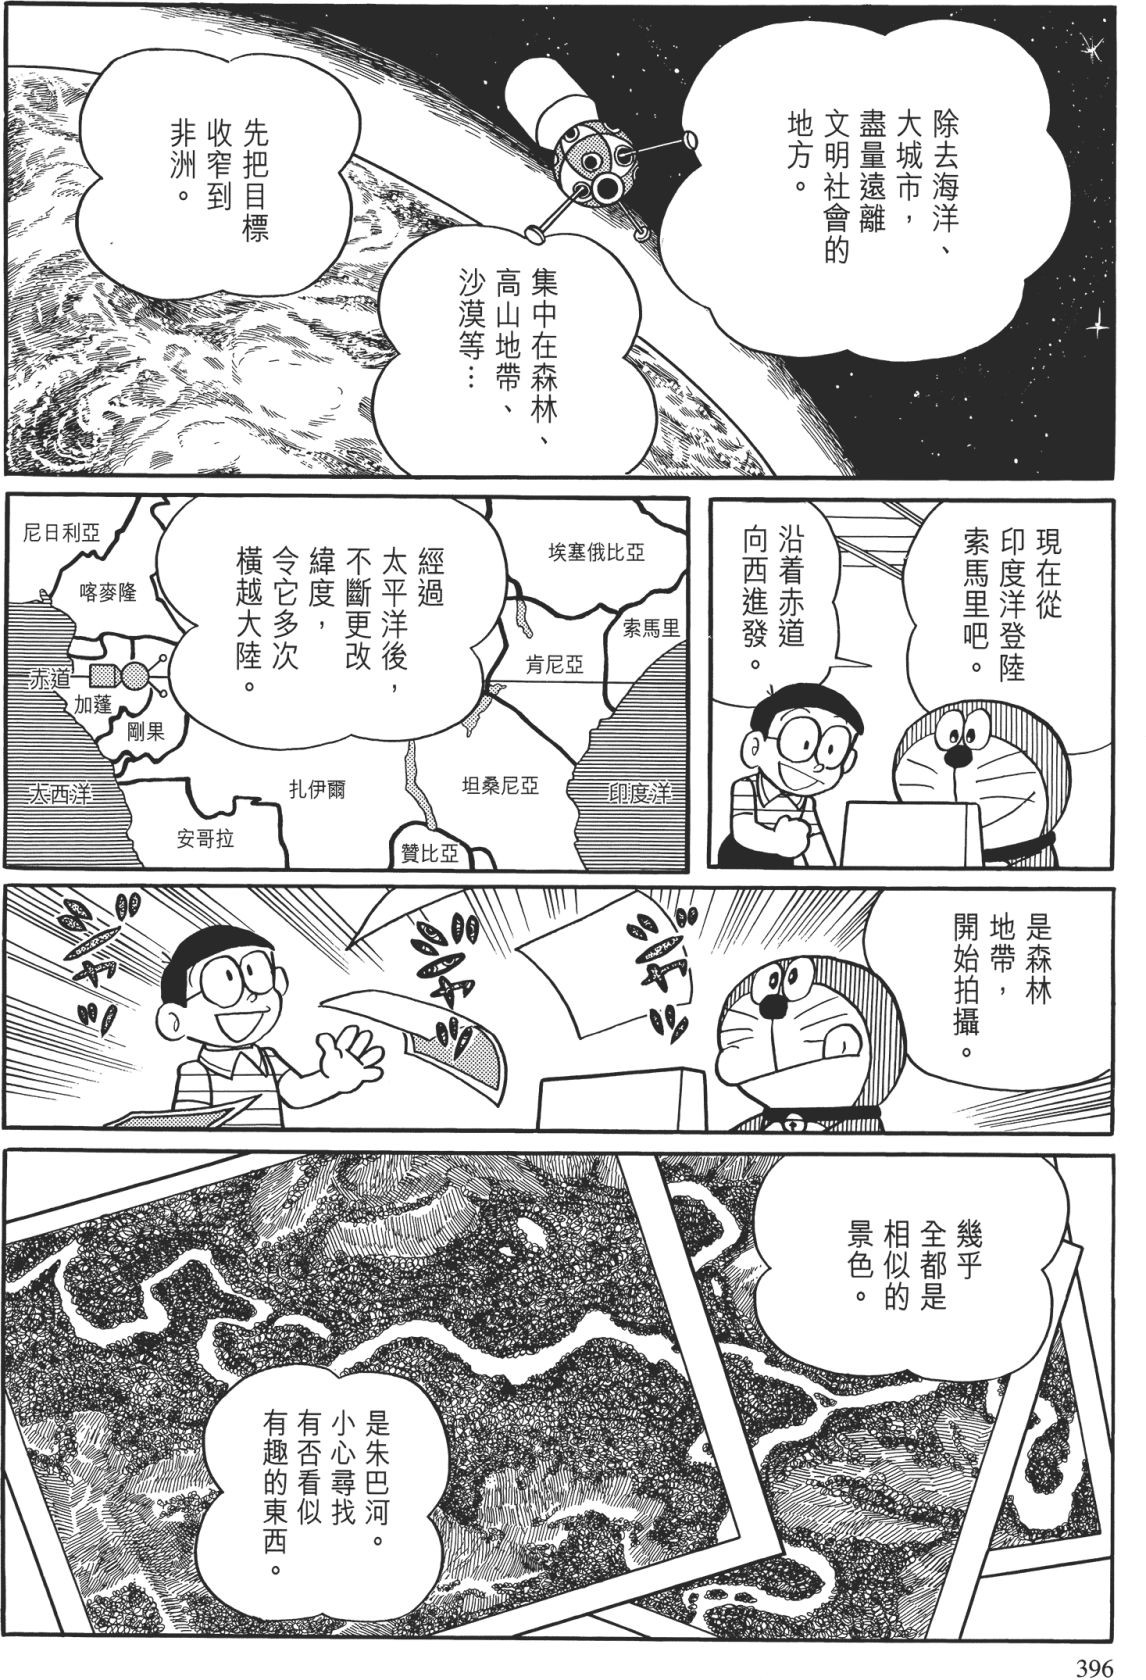 除去海洋、
大城市，
盡量遠離
文明社會的
地方。
集中在森林、
高山地帶、
沙漠等…
先把目標
收窄到
非洲。
現在從
印度洋登陸
索馬里吧。
沿着赤道
向西進發。
經過
太平洋後，
不斷更改
緯度，
令它多次
橫越大陸。
尼日利亞
喀麥隆
埃塞俄比亞
索馬里
肯尼亞
赤道
加蓬
剛果
大西洋
扎伊爾
坦桑尼亞
印度洋
安哥拉
贊比亞
是森林
地帶，
開始拍攝。
幾乎
全都是
相似的
景色。
是朱巴河。
小心尋找
有否看似
有趣的東西。
396